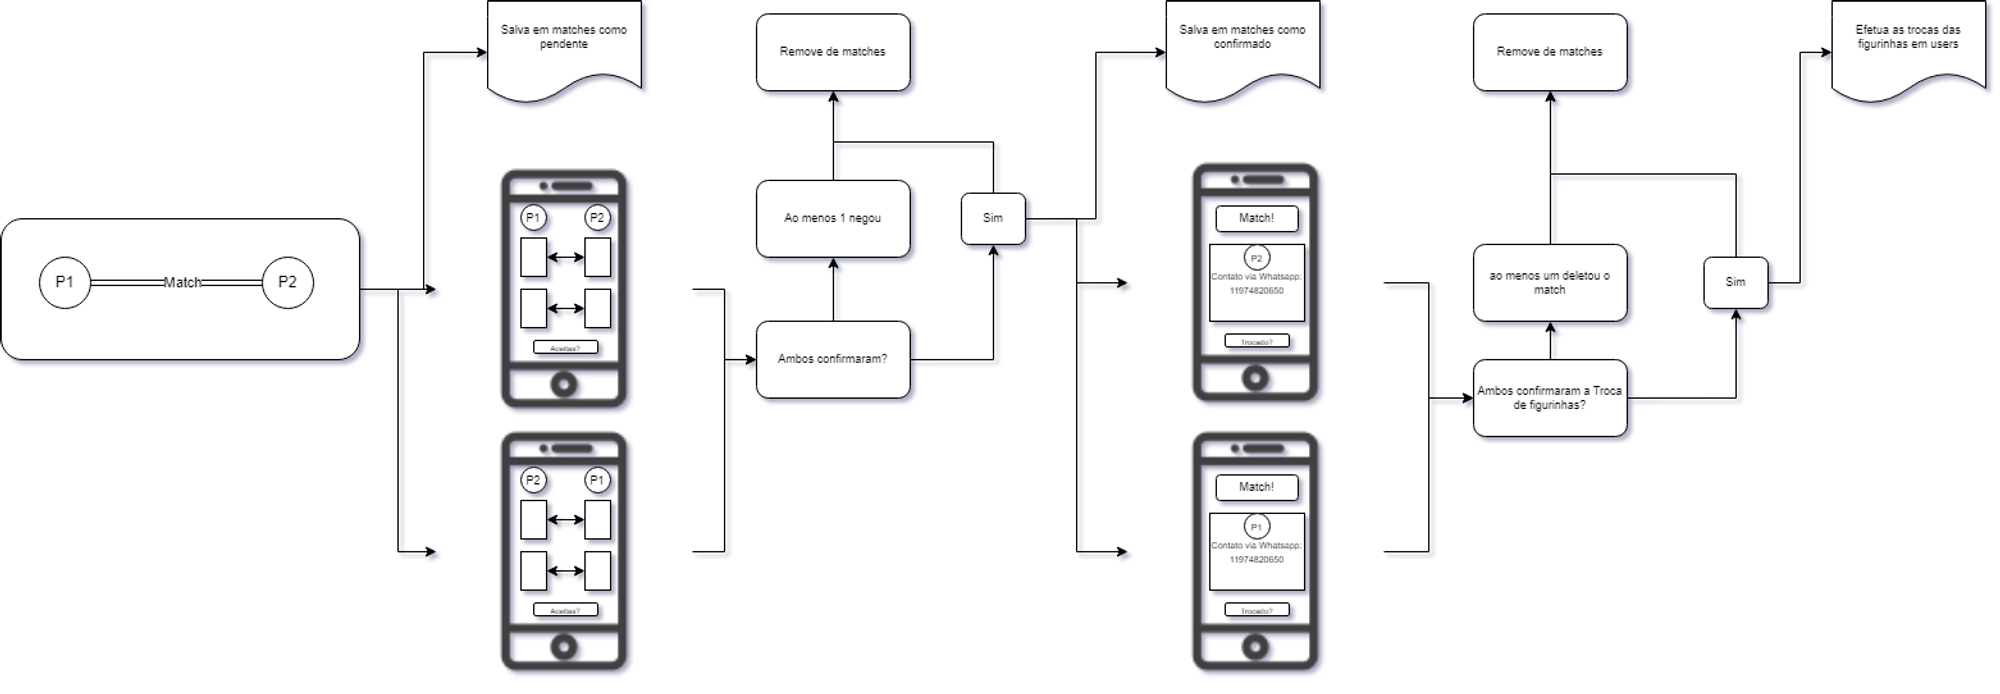 P1
Match
P2
Salva em matches como
pendente
P1
P2
Aceitas?
P2
P1
Aceitas?
Remove de matches
Ao menos 1 negou
Ambos confirmaram?
Sim
Salva em matches como
confirmado
Match!
P2
Contato via Whatsapp:
11974820650
Trocado?
Match!
P1
Contato via Whatsapp:
11974820650
Trocado?
Remove de matches
ao menos um deletou o
match
Ambos confirmaram a Troca
de figurinhas?
Sim
Efetua as trocas das
figurinhas em users